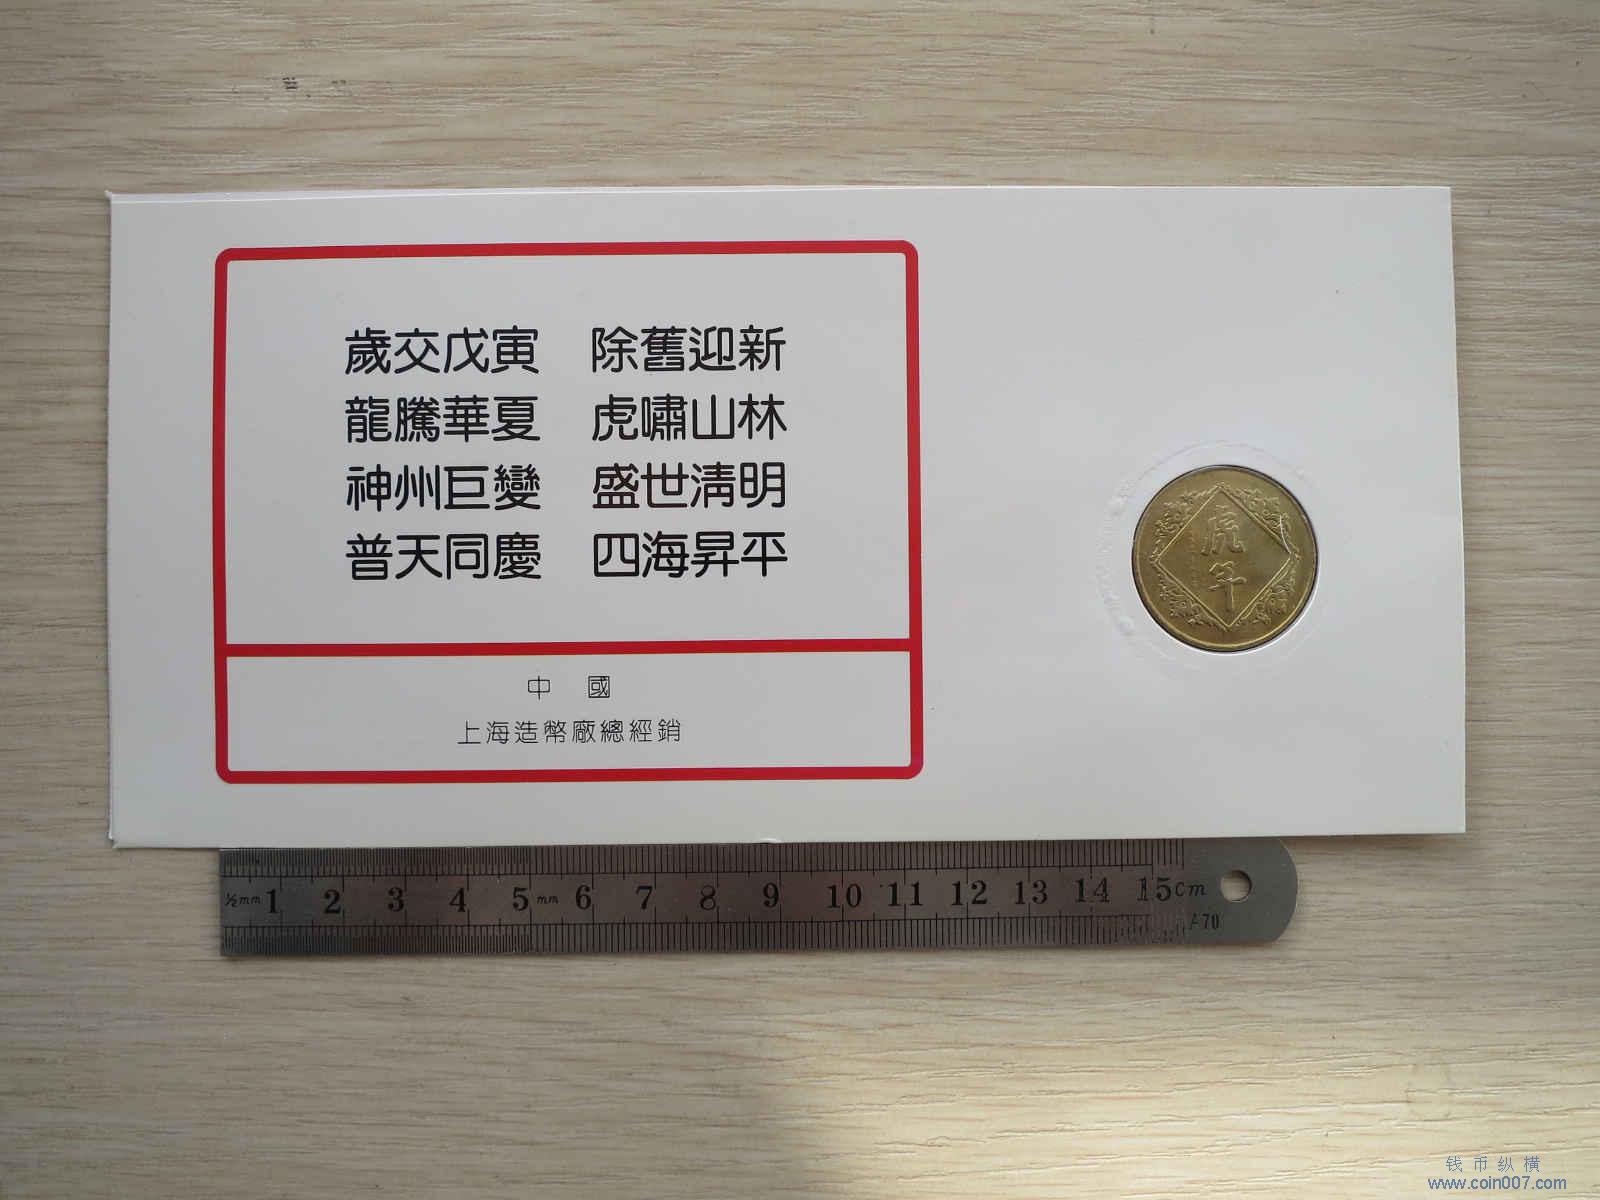 歲交戊寅 除舊迎新
龍騰華夏 虎嘯山林
神州巨變 盛世清明
普天同慶 四海昇平
中國
上海造幣廠總經銷
虎
年
½mm 1 2 3 4 5 mm 6 7 8 9 10 11 12 13 14 15cm
钱币纵横
www.coin007.com